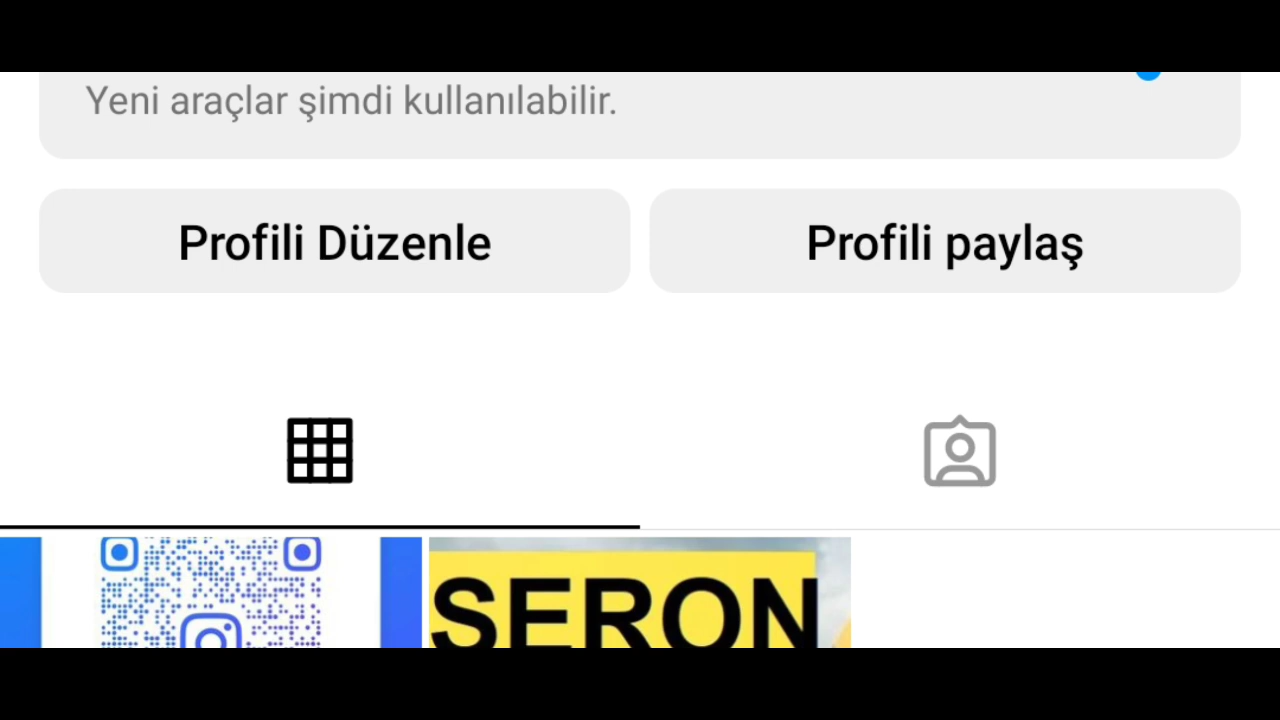 Yeni araçlar şimdi kullanılabilir.
Profili Düzenle
Profili paylaş
SERON